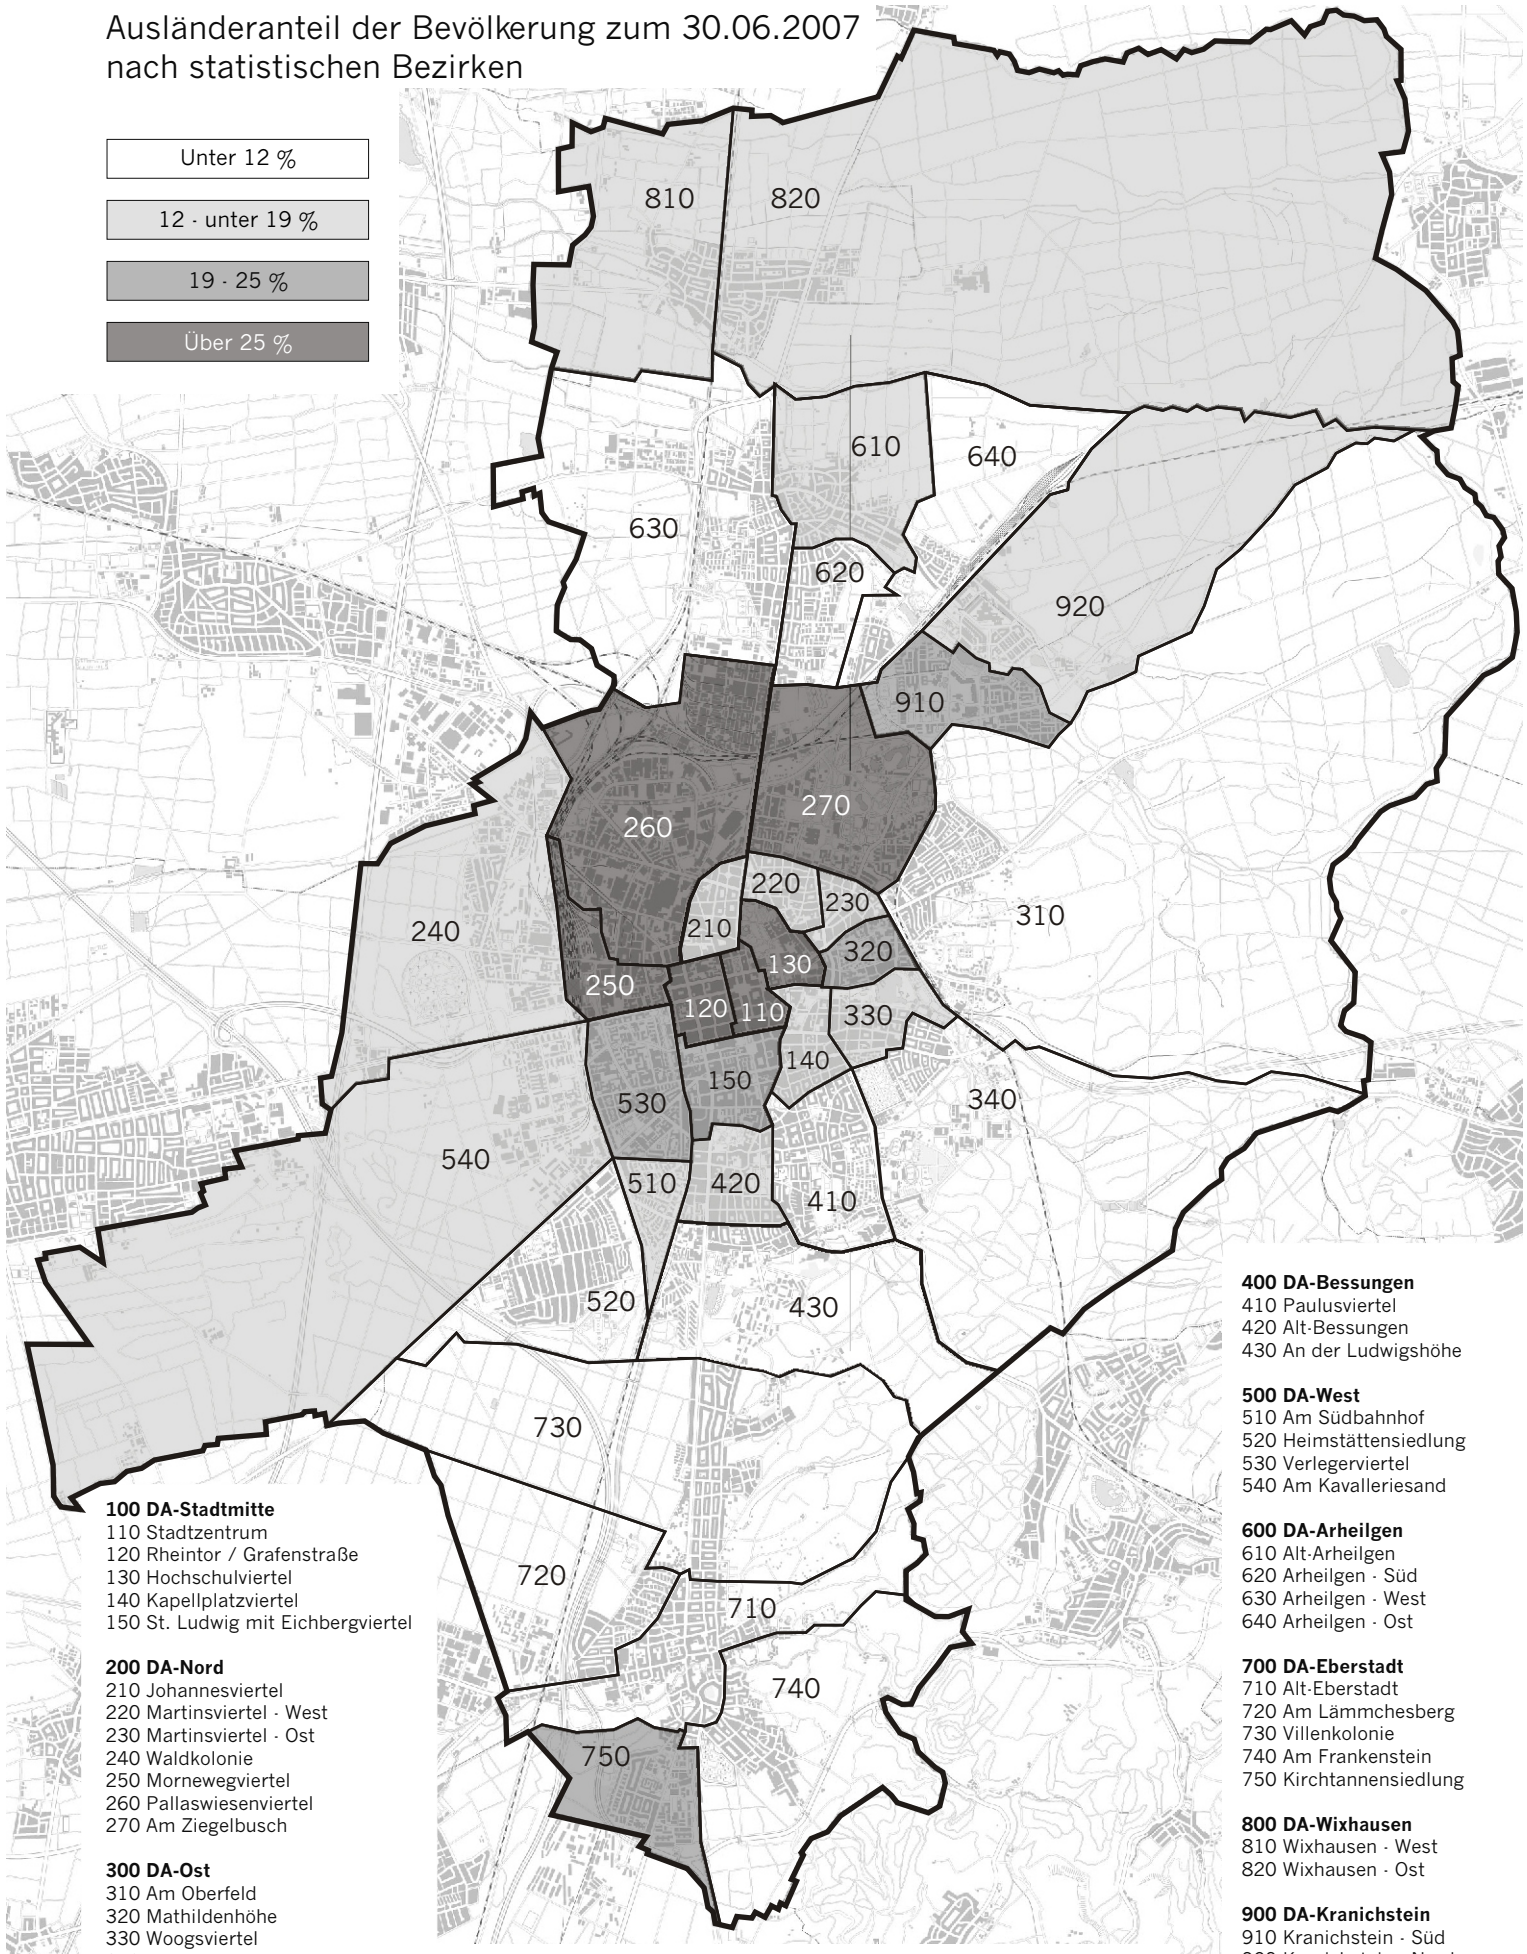 Ausländeranteil der Bevölkerung zum 30.06.2007
nach statistischen Bezirken
Unter 12 %
12 - unter 19 %
19 - 25 %
Über 25 %
810
820
610
640
630
620
920
910
260
270
220
230
210
310
240
320
130
250
120
110
330
140
150
530
340
540
510
420
410
520
430
730
720
710
740
750
100 DA-Stadtmitte
110 Stadtzentrum
120 Rheintor / Grafenstraße
130 Hochschulviertel
140 Kapellplatzviertel
150 St. Ludwig mit Eichbergviertel
200 DA-Nord
210 Johannesviertel
220 Martinsviertel - West
230 Martinsviertel - Ost
240 Waldkolonie
250 Mornewegviertel
260 Pallaswiesenviertel
270 Am Ziegelbusch
300 DA-Ost
310 Am Oberfeld
320 Mathildenhöhe
330 Woogsviertel
400 DA-Bessungen
410 Paulusviertel
420 Alt-Bessungen
430 An der Ludwigshöhe
500 DA-West
510 Am Südbahnhof
520 Heimstättensiedlung
530 Verlegerviertel
540 Am Kavalleriesand
600 DA-Arheilgen
610 Alt-Arheilgen
620 Arheilgen - Süd
630 Arheilgen - West
640 Arheilgen - Ost
700 DA-Eberstadt
710 Alt-Eberstadt
720 Am Lämmchesberg
730 Villenkolonie
740 Am Frankenstein
750 Kirchtannensiedlung
800 DA-Wixhausen
810 Wixhausen - West
820 Wixhausen - Ost
900 DA-Kranichstein
910 Kranichstein - Süd